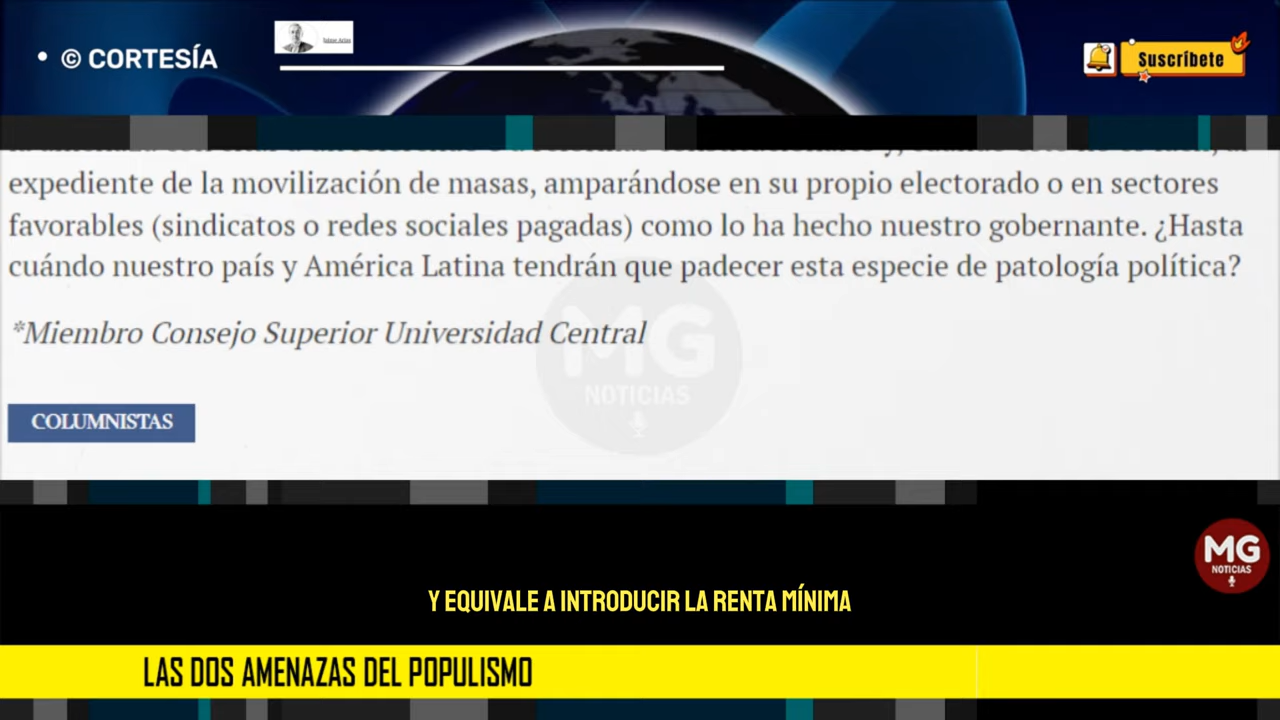 • © CORTESÍA
Suscríbete
expediente de la movilización de masas, amparándose en su propio electorado o en sectores
favorables (sindicatos o redes sociales pagadas) como lo ha hecho nuestro gobernante. ¿Hasta
cuándo nuestro país y América Latina tendrán que padecer esta especie de patología política?
*Miembro Consejo Superior Universidad Central
MG
NOTICIAS
COLUMNISTAS
MG
NOTICIAS
Y EQUIVALE A INTRODUCIR LA RENTA MÍNIMA
LAS DOS AMENAZAS DEL POPULISMO